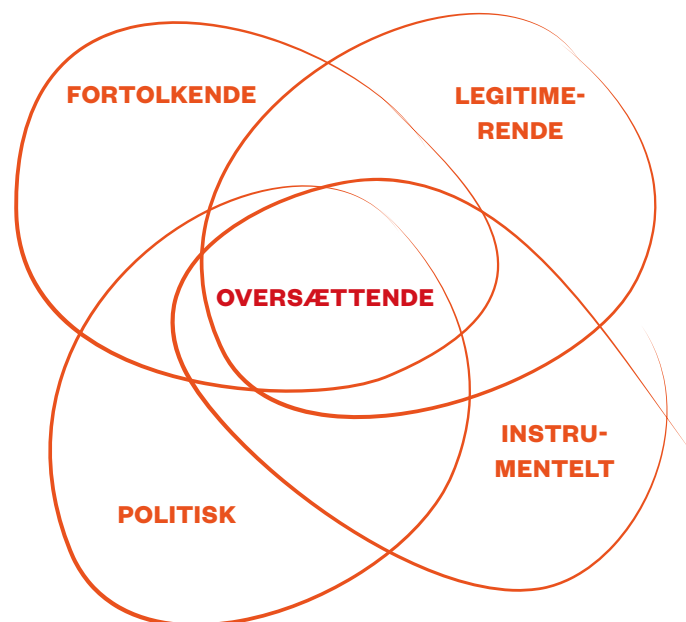 FORTOLKENDE
LEGITIME-
RENDE
OVERSÆTTENDE
INSTRU-
MENTELT
POLITISK